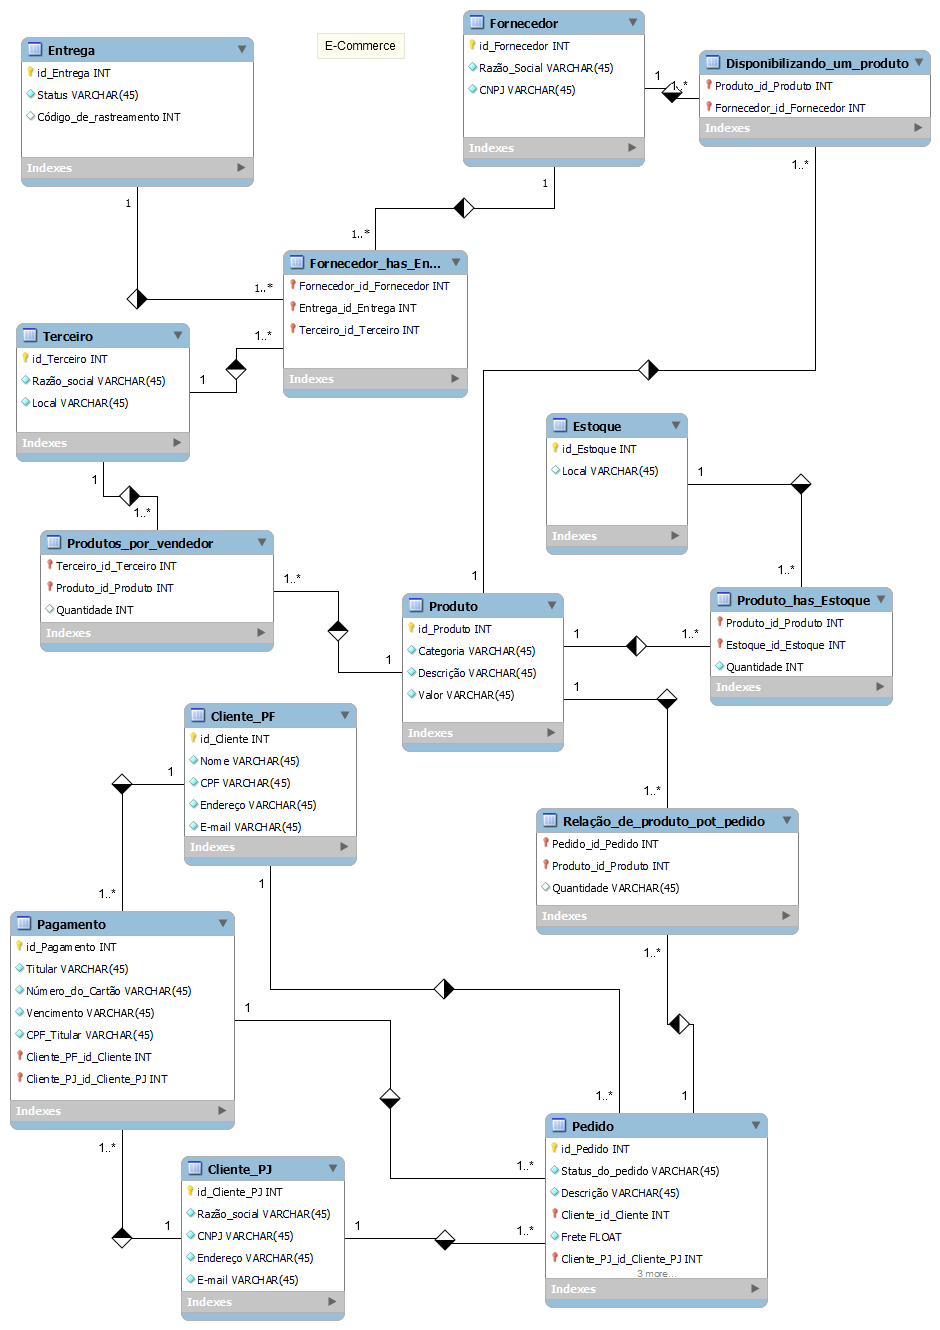 E-Commerce
Entrega
id_Entrega INT
Status VARCHAR(45)
Código_de_rastreamento INT
Indexes
Fornecedor
id_Fornecedor INT
Razão_Social VARCHAR(45)
CNPJ VARCHAR(45)
Indexes
Disponibilizando_um_produto
Produto_id_Produto INT
Fornecedor_id_Fornecedor INT
Indexes
1
1..*
1..*
1
1
1..*
1..*
Fornecedor_has_En...
Fornecedor_id_Fornecedor INT
Entrega_id_Entrega INT
Terceiro_id_Terceiro INT
Indexes
Terceiro
id_Terceiro INT
Razão_social VARCHAR(45)
Local VARCHAR(45)
Indexes
1..*
1
1
1..*
Estoque
id_Estoque INT
Local VARCHAR(45)
Indexes
1
1..*
Produtos_por_vendedor
Terceiro_id_Terceiro INT
Produto_id_Produto INT
Quantidade INT
Indexes
1..*
1
1
Produto
id_Produto INT
Categoria VARCHAR(45)
Descrição VARCHAR(45)
Valor VARCHAR(45)
Indexes
1
1..*
Produto_has_Estoque
Produto_id_Produto INT
Estoque_id_Estoque INT
Quantidade INT
Indexes
1
1..*
Cliente_PF
id_Cliente INT
Nome VARCHAR(45)
CPF VARCHAR(45)
Endereço VARCHAR(45)
E-mail VARCHAR(45)
Indexes
1
1..*
1
Relação_de_produto_pot_pedido
Pedido_id_Pedido INT
Produto_id_Produto INT
Quantidade VARCHAR(45)
Indexes
1..*
1
Pagamento
id_Pagamento INT
Titular VARCHAR(45)
Número_do_Cartão VARCHAR(45)
Vencimento VARCHAR(45)
CPF_Titular VARCHAR(45)
Cliente_PF_id_Cliente INT
Cliente_PJ_id_Cliente_PJ INT
Indexes
1
1..*
1..*
1..*
1
Cliente_PJ
id_Cliente_PJ INT
Razão_social VARCHAR(45)
CNPJ VARCHAR(45)
Endereço VARCHAR(45)
E-mail VARCHAR(45)
Indexes
1
1..*
Pedido
id_Pedido INT
Status_do_pedido VARCHAR(45)
Descrição VARCHAR(45)
Cliente_id_Cliente INT
Frete FLOAT
Cliente_PJ_id_Cliente_PJ INT
3 more...
Indexes